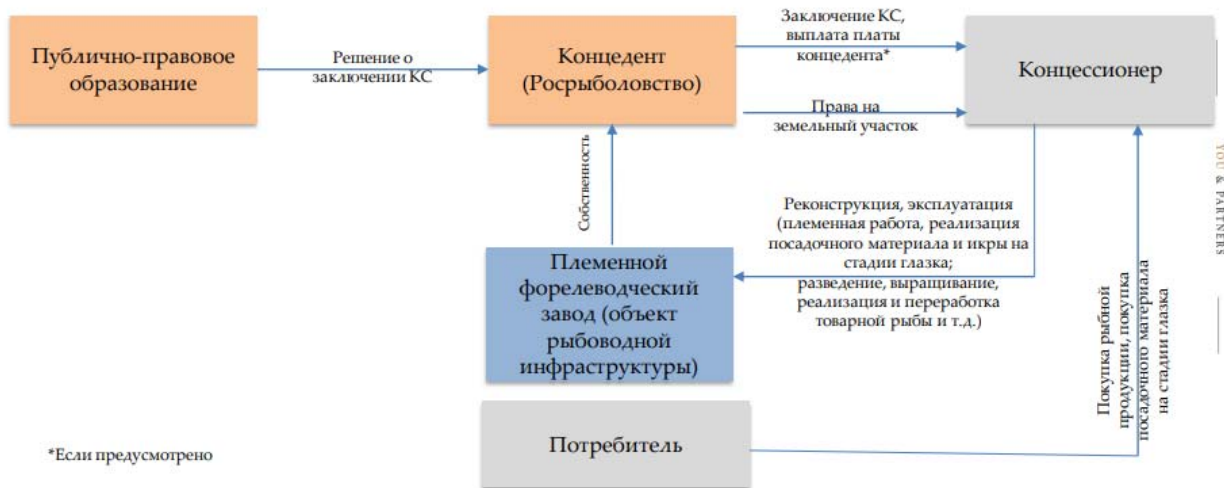 Публично-правовое
образование
Решение о
заключении КС
Концедент
(Росрыболовство)
Заключение КС,
выплата платы
концедента*
Права на
земельный участок
Концессионер
Собственность
Реконструкция, эксплуатация
(племенная работа, реализация
посадочного материала и икры на
стадии глазка;
разведение, выращивание,
реализация и переработка
товарной рыбы и т.д.)
Племенной
форелеводческий
завод (объект
рыбоводной
инфраструктуры)
Покупка рыбной
продукции, покупка
посадочного материала
на стадии глазка
Потребитель
*Если предусмотрено
YOU & PARTNERS